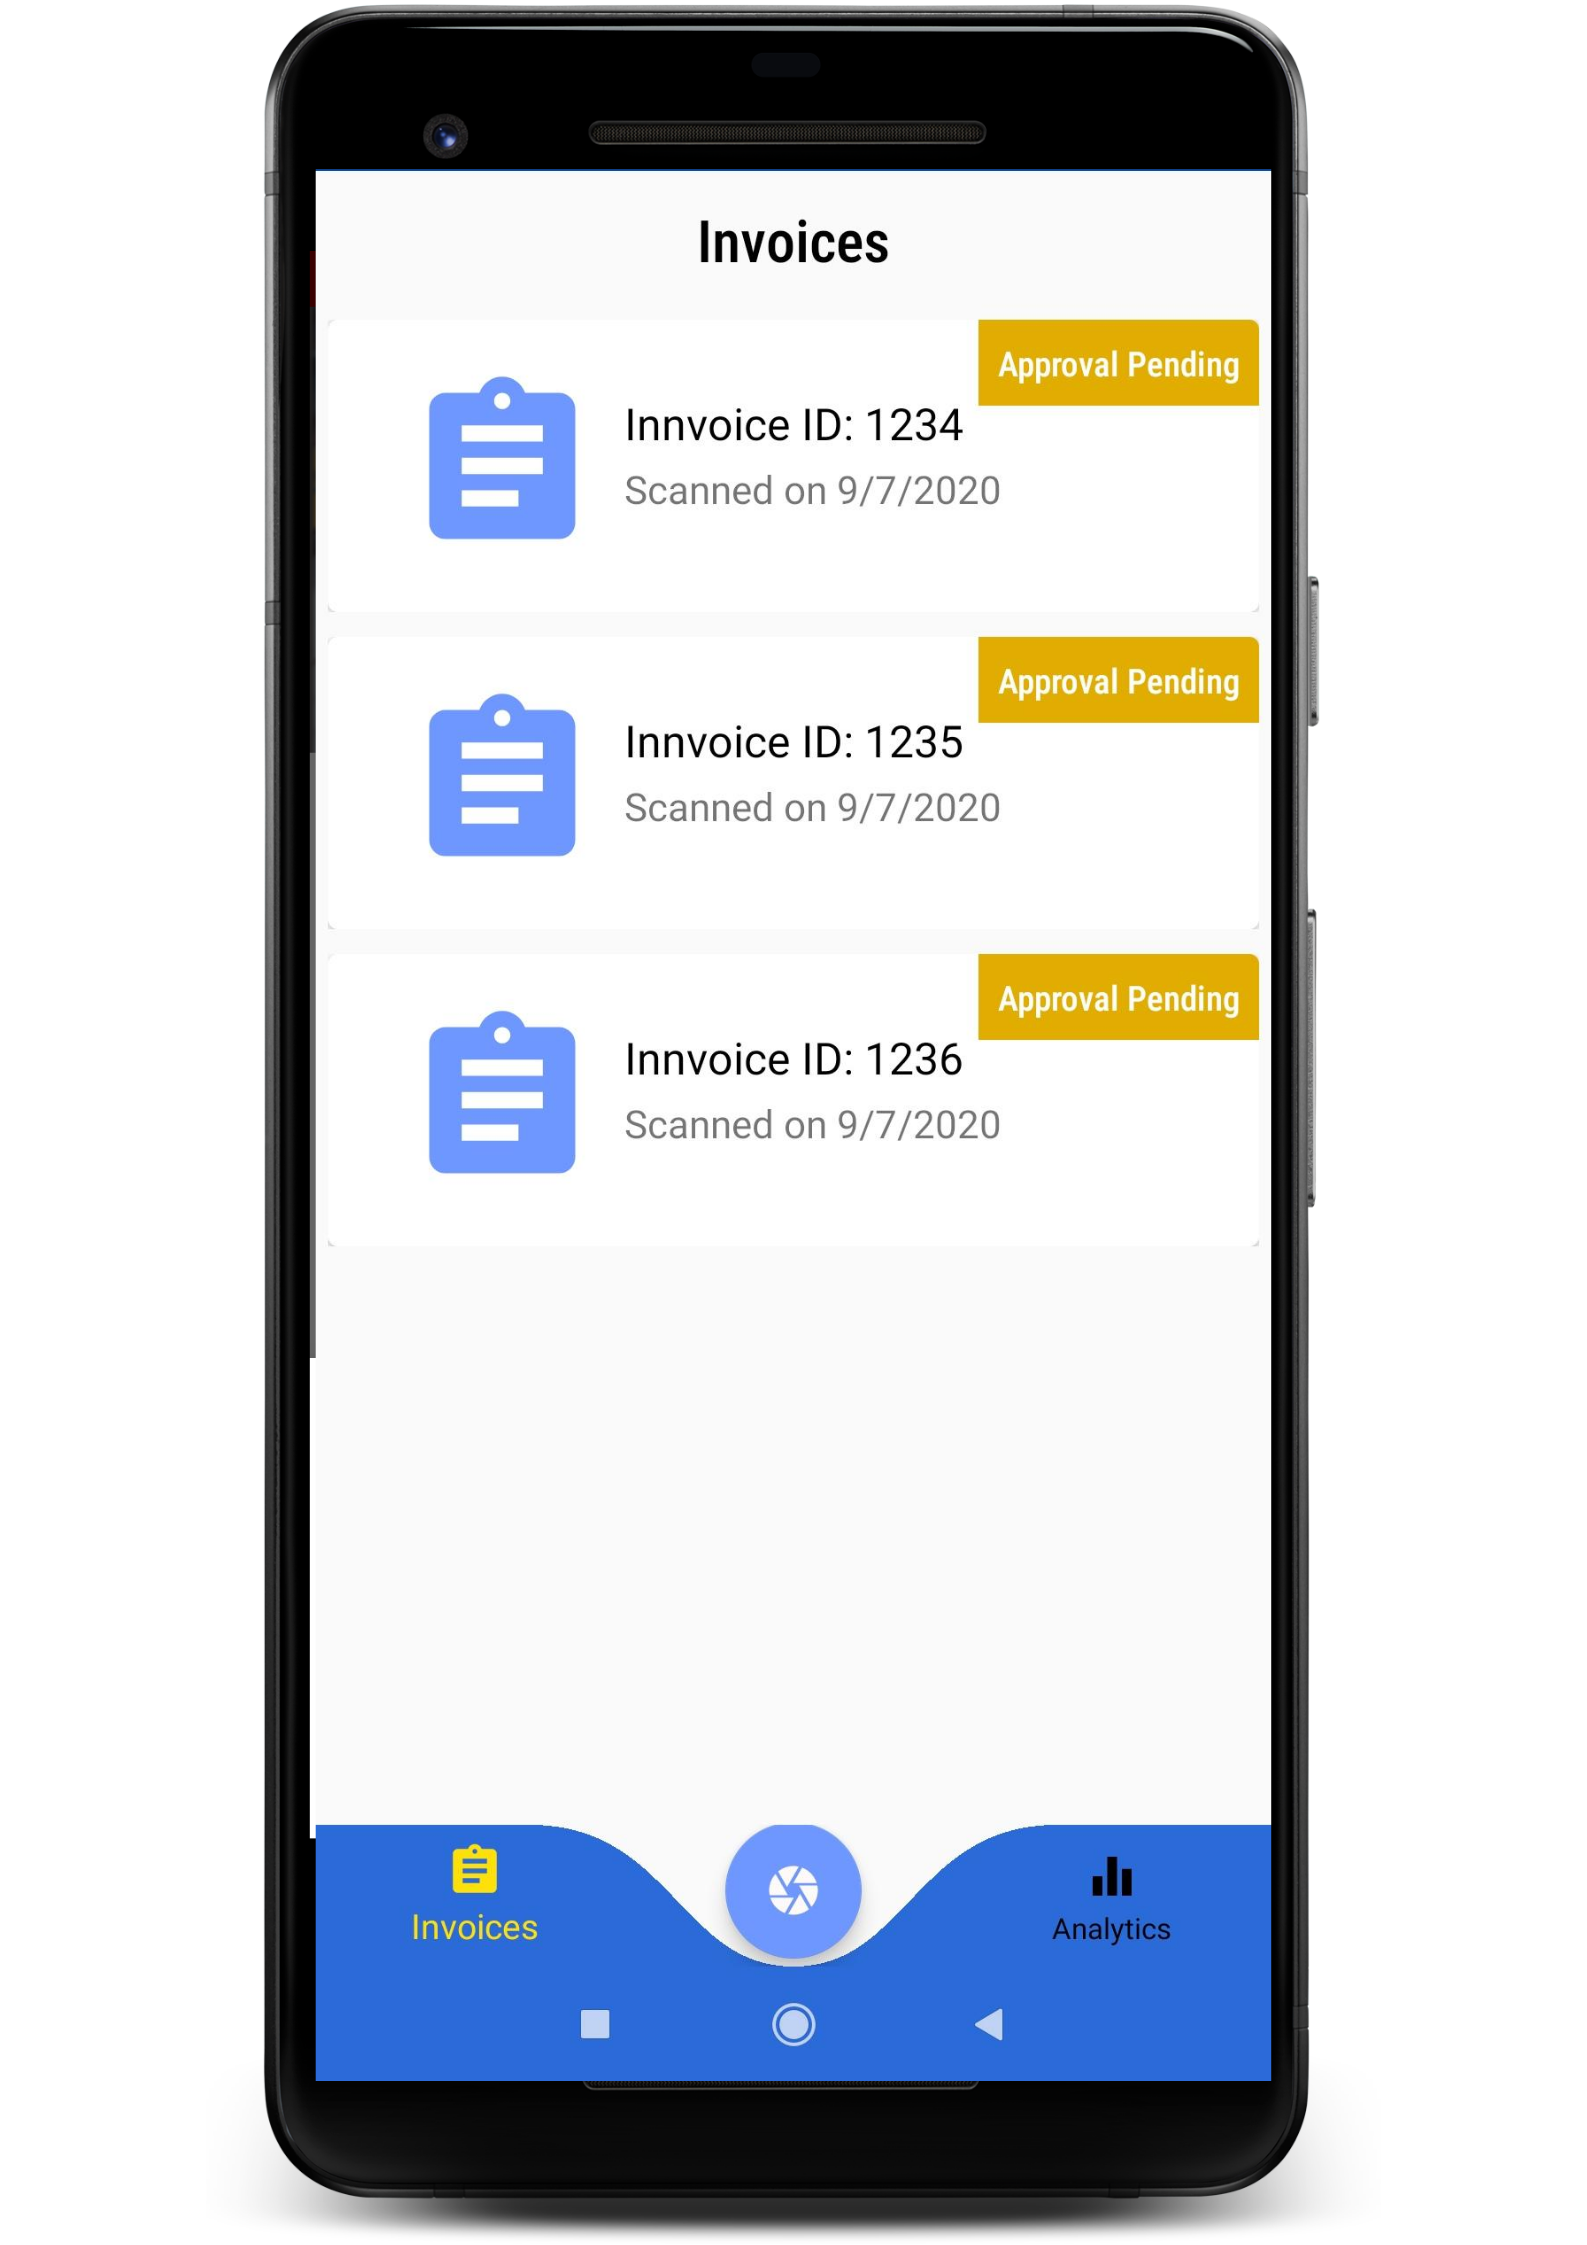 Invoices
Approval Pending
Innvoice ID: 1234
Scanned on 9/7/2020
Approval Pending
Innvoice ID: 1235
Scanned on 9/7/2020
Approval Pending
Innvoice ID: 1236
Scanned on 9/7/2020
Invoices
Analytics